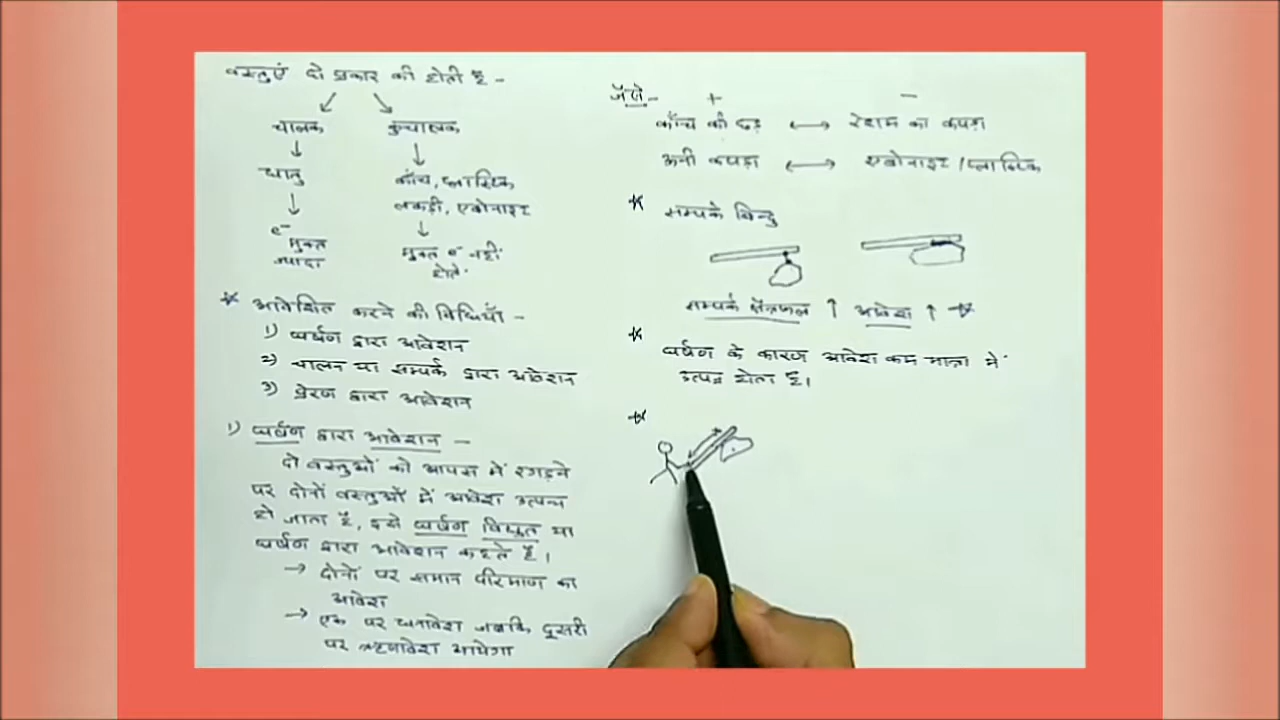 वस्तुएं दो प्रकार की होती है -
चालक
कुचालक
धातु
काँच, प्लास्टिक
लकड़ी, एबोनाइट
e⁻
मुक्त
ज्यादा
मुक्त e⁻ नहीं
होते
* आवेशित करने की विधियाँ -
1) घर्षण द्वारा आवेशन
2) चालन या सम्पर्क द्वारा आवेशन
3) प्रेरण द्वारा आवेशन
1) घर्षण द्वारा आवेशन -
दो वस्तुओं को आपस में रगड़ने
पर दोनों वस्तुओं में आवेश उत्पन्न
हो जाता है, इसे घर्षण विद्युत या
घर्षण द्वारा आवेशन कहते है।
→ दोनों पर समान परिमाण का
आवेश
→ एक पर धनावेश जबकि दूसरी
पर ऋणावेश आयेगा
जैसे- + -
काँच की छड़ ↔ रेशम का कपड़ा
ऊनी कपड़ा ↔ एबोनाइट/प्लास्टिक
* सम्पर्क बिन्दु
सम्पर्क क्षेत्रफल ↑ आवेश ↑ *
* घर्षण के कारण आवेश कम मात्रा में
उत्पन्न होता है।
*